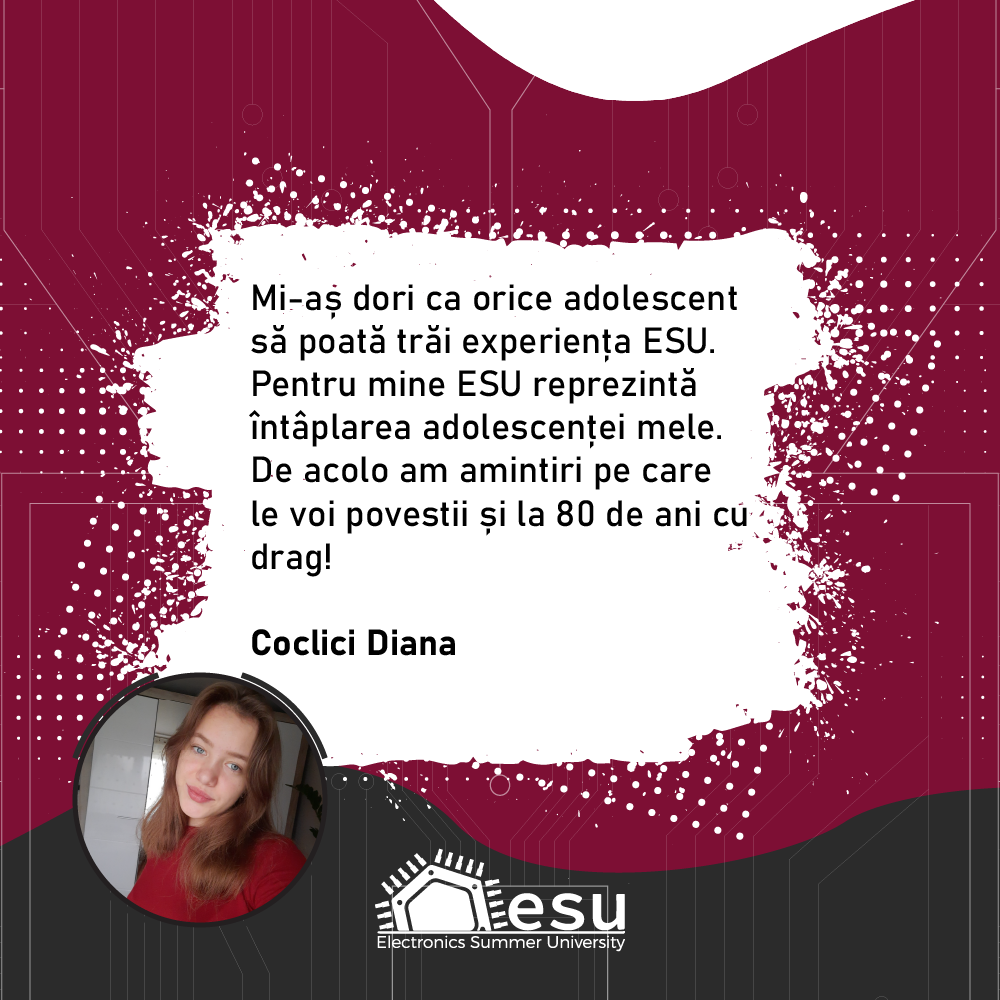 Mi-aș dori ca orice adolescent
să poată trăi experiența ESU.
Pentru mine ESU reprezintă
întâplarea adolescenței mele.
De acolo am amintiri pe care
le voi povestii și la 80 de ani cu
drag!
Coclici Diana
esu
Electronics Summer University